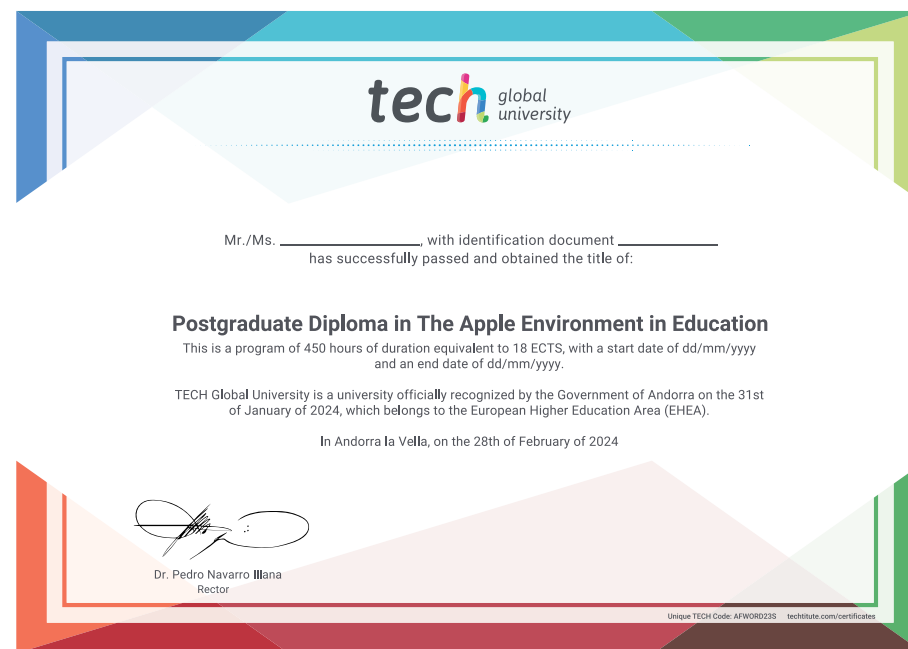 tech global
university
Mr./Ms. ____________, with identification document ____________
has successfully passed and obtained the title of:
Postgraduate Diploma in The Apple Environment in Education
This is a program of 450 hours of duration equivalent to 18 ECTS, with a start date of dd/mm/yyyy
and an end date of dd/mm/yyyy.
TECH Global University is a university officially recognized by the Government of Andorra on the 31st
of January of 2024, which belongs to the European Higher Education Area (EHEA).
In Andorra la Vella, on the 28th of February of 2024
Dr. Pedro Navarro Illana
Rector
Unique TECH Code: AFWORD23S techtitute.com/certificates